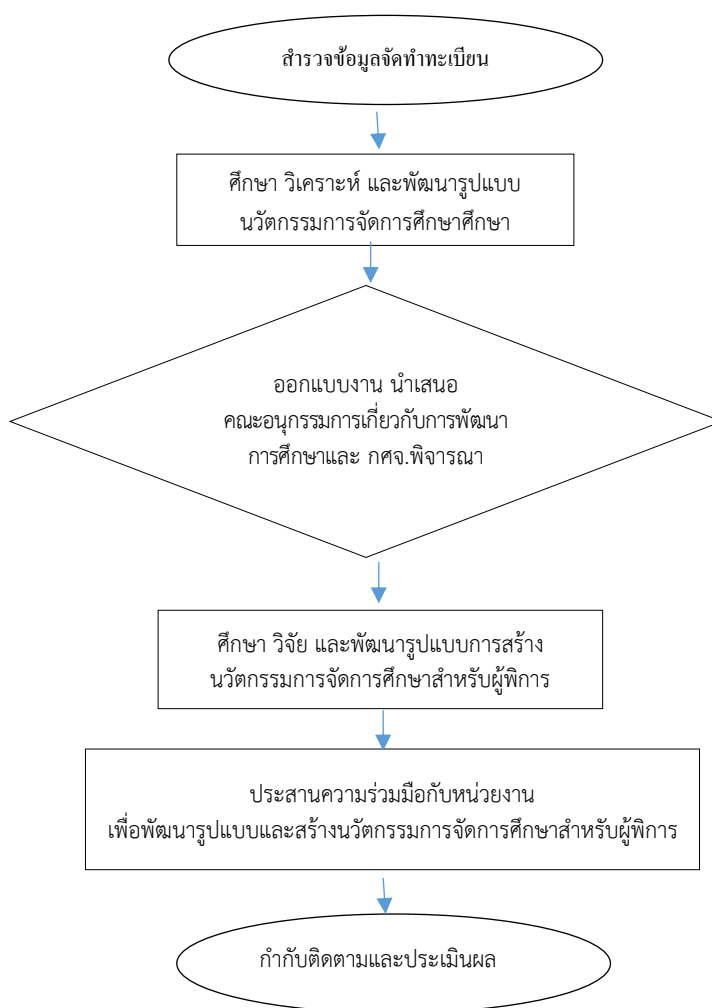 สำรวจข้อมูลจัดทำทะเบียน
ศึกษา วิเคราะห์ และพัฒนารูปแบบ
นวัตกรรมการจัดการศึกษาศึกษา
ออกแบบงาน นำเสนอ
คณะอนุกรรมการเกี่ยวกับการพัฒนา
การศึกษาและ กศจ.พิจารณา
ศึกษา วิจัย และพัฒนารูปแบบการสร้าง
นวัตกรรมการจัดการศึกษาสำหรับผู้พิการ
ประสานความร่วมมือกับหน่วยงาน
เพื่อพัฒนารูปแบบและสร้างนวัตกรรมการจัดการศึกษาสำหรับผู้พิการ
กำกับติดตามและประเมินผล